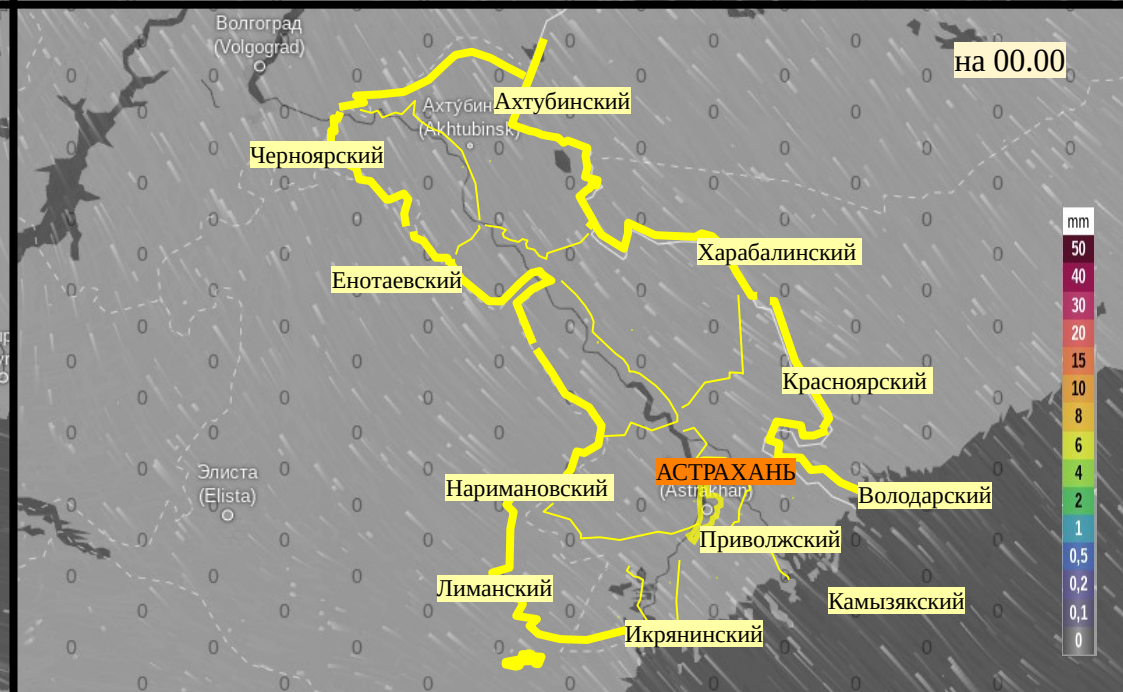 Волгоград
(Volgograd)
на 00.00
Ахтубинский
(Akhtubinsk)
Черноярский
Харабалинский
Енотаевский
Красноярский
Элиста
(Elista)
АСТРАХАНЬ
(Astrakhan)
Наримановский
Володарский
Приволжский
Лиманский
Камызякский
Икрянинский
mm
50
40
30
20
15
10
8
6
4
2
1
0,5
0,2
0,1
0